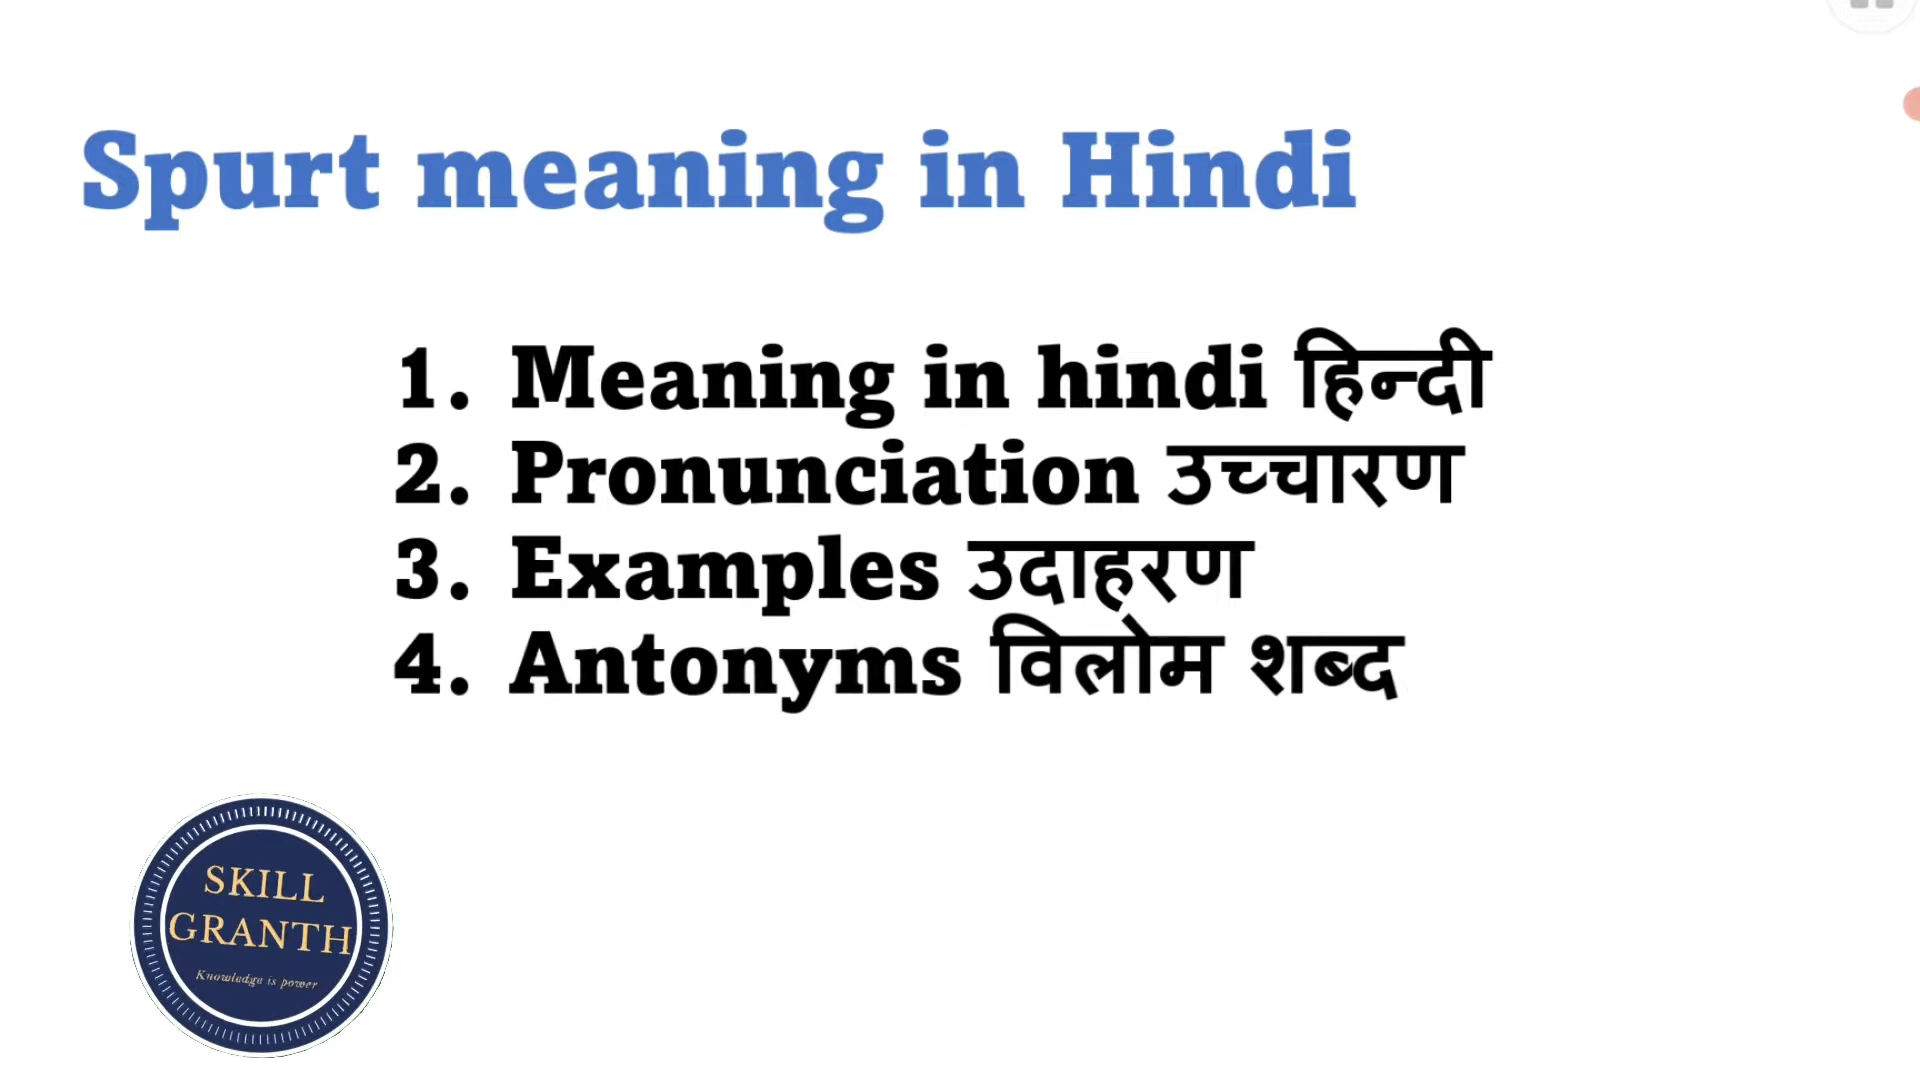 Spurt meaning in Hindi
1. Meaning in hindi हिन्दी
2. Pronunciation उच्चारण
3. Examples उदाहरण
4. Antonyms विलोम शब्द
SKILL
GRANTH
Knowledge is power